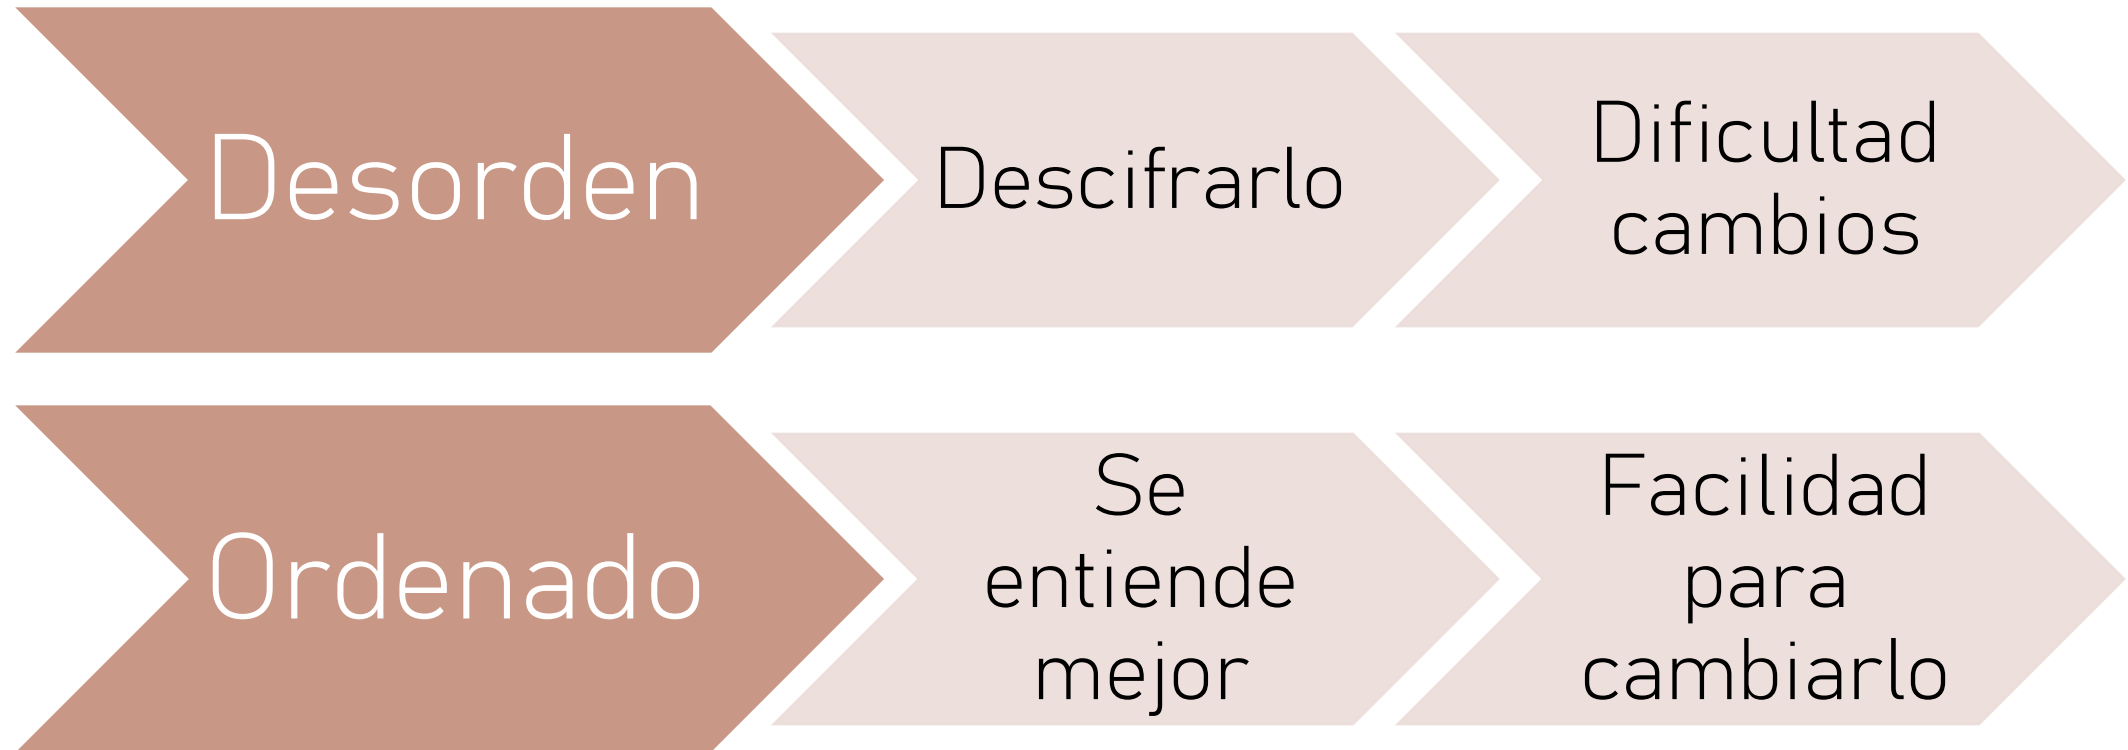 Desorden
Descifrarlo
Dificultad
cambios
Ordenado
Se
entiende
mejor
Facilidad
para
cambiarlo